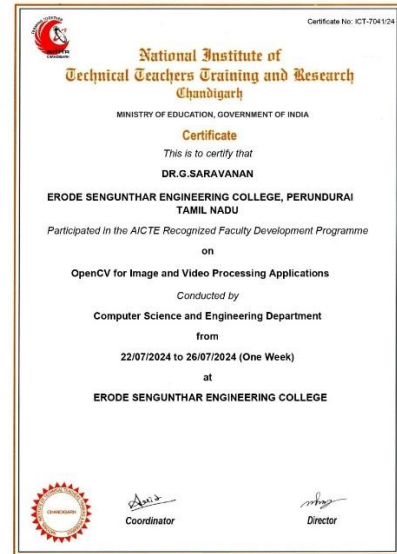 Certificate No: ICT-7041/24
National Institute of
Technical Teachers Training and Research
Chandigarh
MINISTRY OF EDUCATION, GOVERNMENT OF INDIA
Certificate
This is to certify that
DR.G.SARAVANAN
ERODE SENGUNTHAR ENGINEERING COLLEGE, PERUNDURAI
TAMIL NADU
Participated in the AICTE Recognized Faculty Development Programme
on
OpenCV for Image and Video Processing Applications
Conducted by
Computer Science and Engineering Department
from
22/07/2024 to 26/07/2024 (One Week)
at
ERODE SENGUNTHAR ENGINEERING COLLEGE
CHANDIGARH
Coordinator
Director